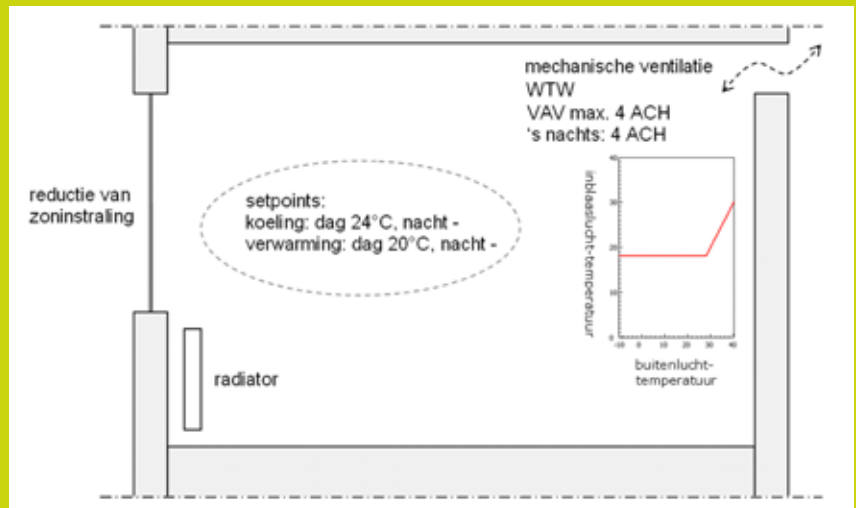 mechanische ventilatie
WTW
VAV max. 4 ACH
's nachts: 4 ACH
reductie van
zoninstraling
setpoints:
koeling: dag 24°C, nacht -
verwarming: dag 20°C, nacht -
radiator
inblaaslucht-temperatuur
40
30
20
10
0
-10 0 10 20 30 40
buitenlucht-
temperatuur